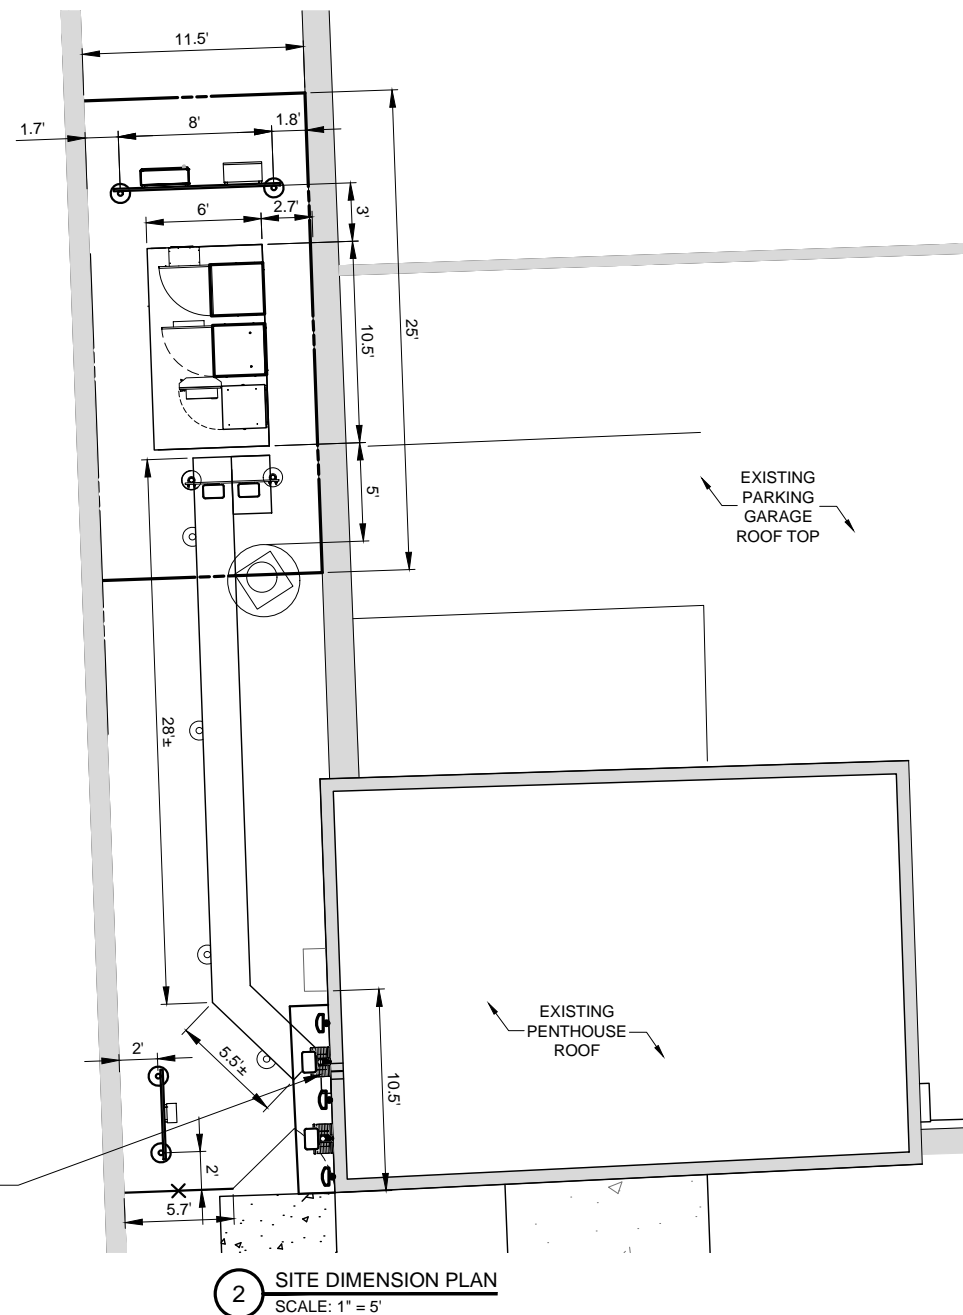 11.5'
1.7'
8'
1.8'
6'
2.7'
3'
25'
10.5'
5'
EXISTING
PARKING
GARAGE
ROOF TOP
28'±
EXISTING
PENTHOUSE
ROOF
2'
5.5'±
10.5'
2'
5.7'
2
SITE DIMENSION PLAN
SCALE: 1" = 5'